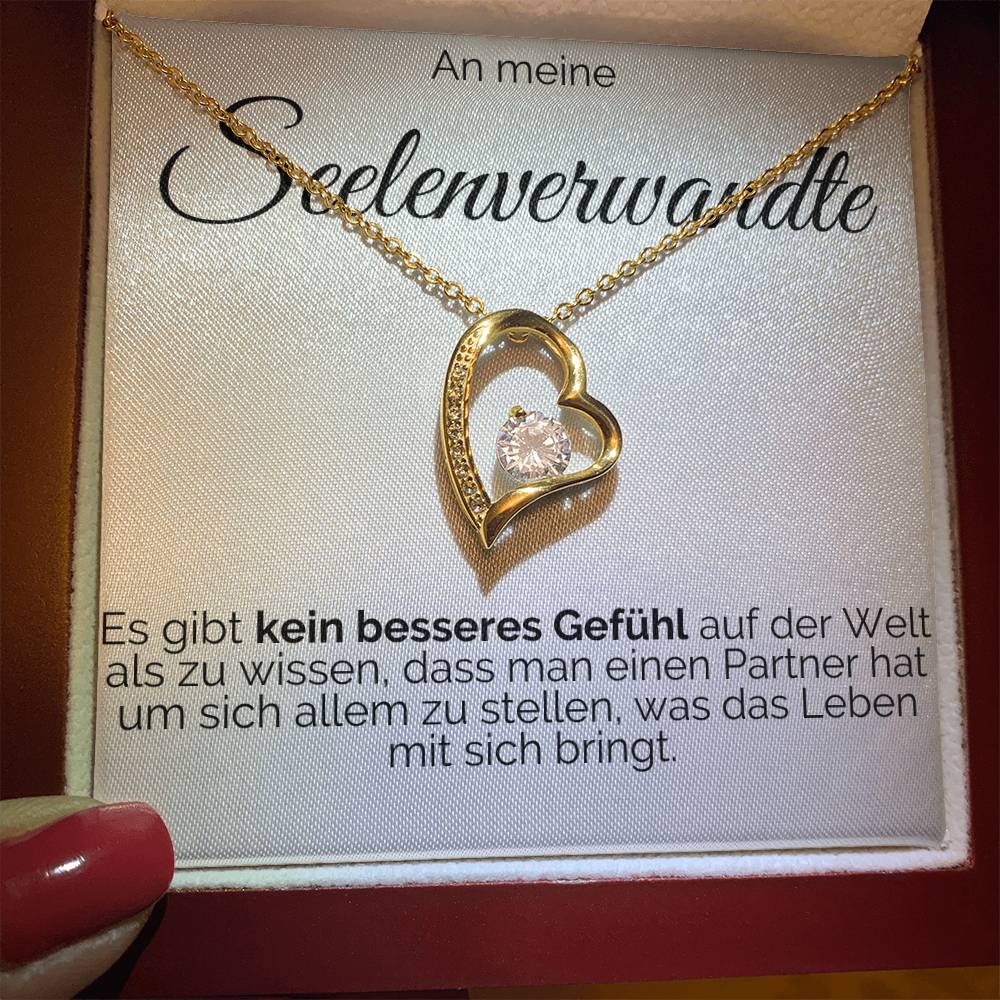 An meine
Seelenverwandte
Es gibt kein besseres Gefühl auf der Welt
als zu wissen, dass man einen Partner hat
um sich allem zu stellen, was das Leben
mit sich bringt.